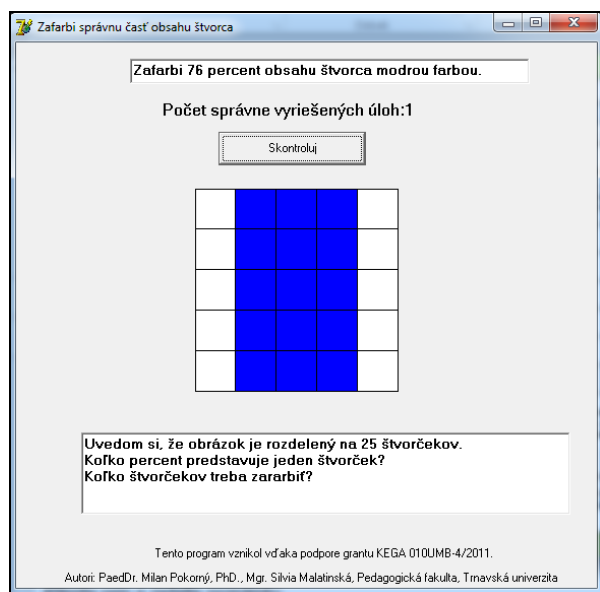 Zafarbi správnu časť obsahu štvorca
Zafarbi 76 percent obsahu štvorca modrou farbou.
Počet správne vyriešených úloh:1
Skontroluj
Uvedom si, že obrázok je rozdelený na 25 štvorčekov.
Koľko percent predstavuje jeden štvorček?
Koľko štvorčekov treba zararbiť?
Tento program vznikol vďaka podpore grantu KEGA 010UMB-4/2011.
Autori: PaedDr. Milan Pokorný, PhD., Mgr. Silvia Malatinská, Pedagogická fakulta, Trnavská univerzita